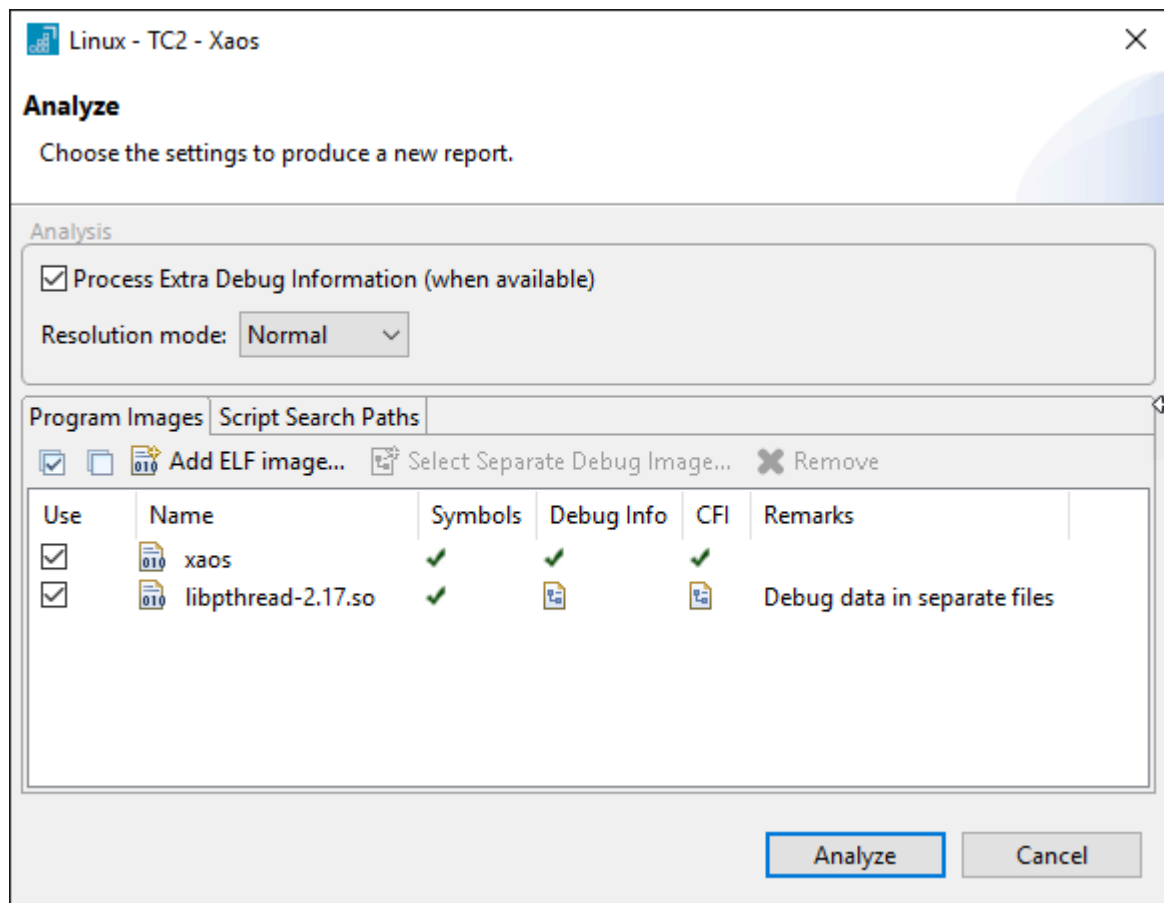 Linux - TC2 - Xaos
Analyze
Choose the settings to produce a new report.
Analysis
Process Extra Debug Information (when available)
Resolution mode: Normal
Program Images Script Search Paths
Add ELF image... Select Separate Debug Image... Remove
Use Name Symbols Debug Info CFI Remarks
010 xaos
010 libpthread-2.17.so Debug data in separate files
Analyze Cancel